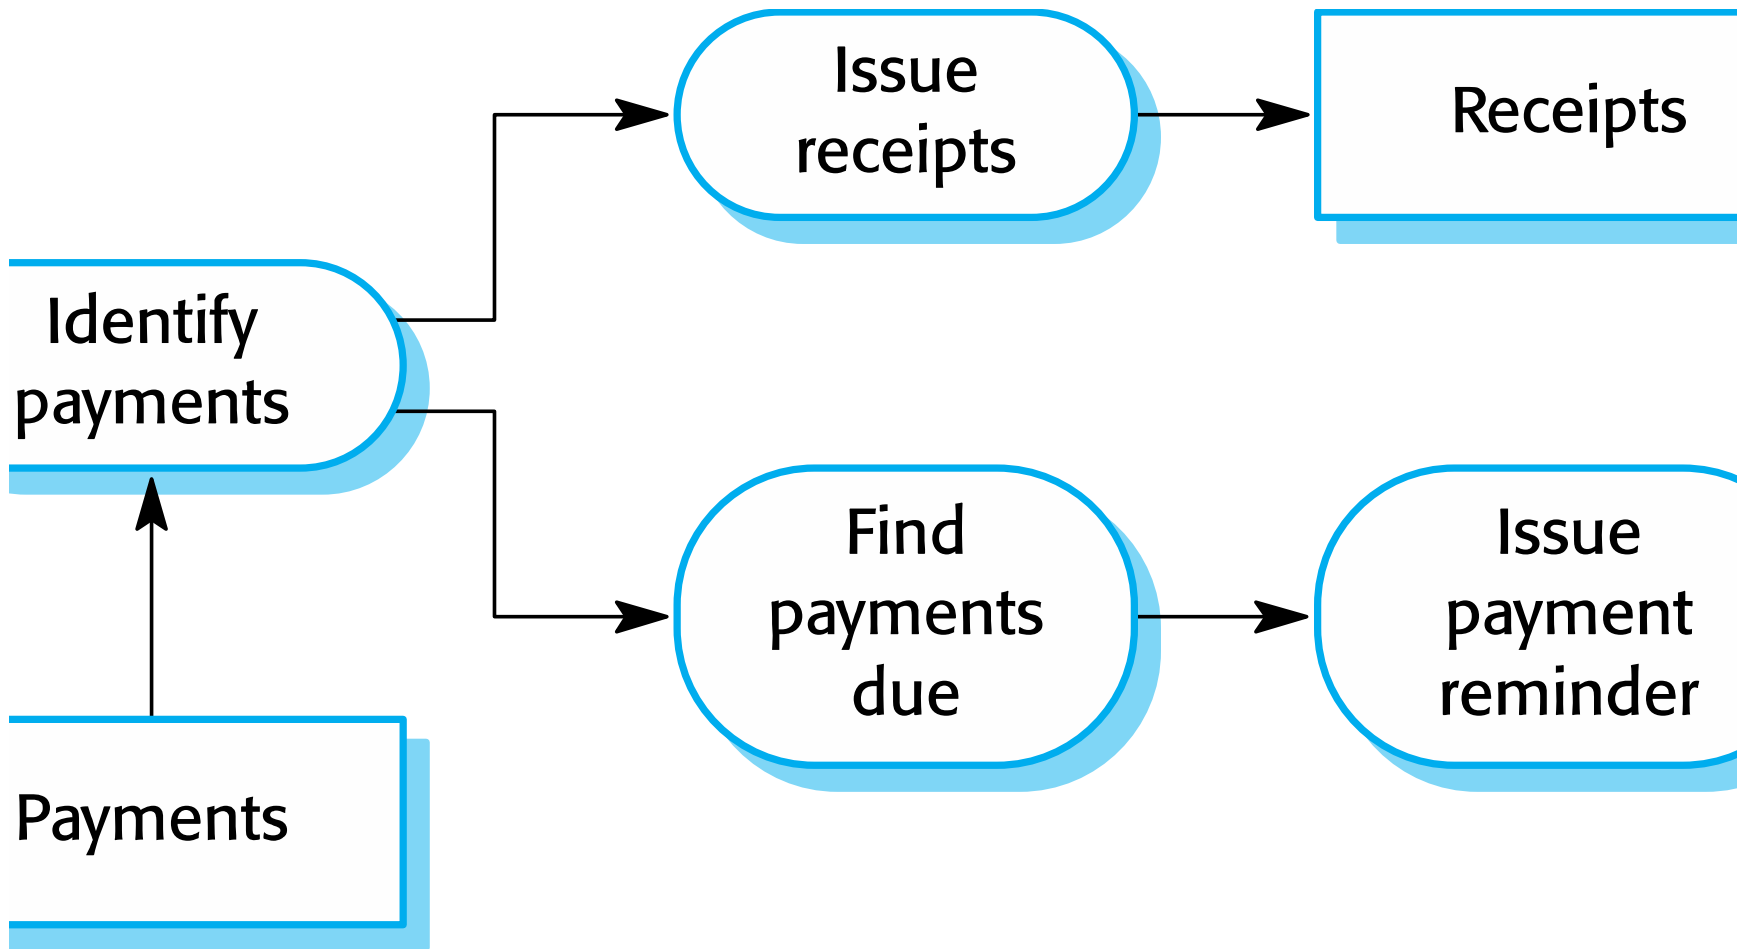 Issue
receipts
Receipts
Identify
payments
Find
payments
due
Issue
payment
reminder
Payments